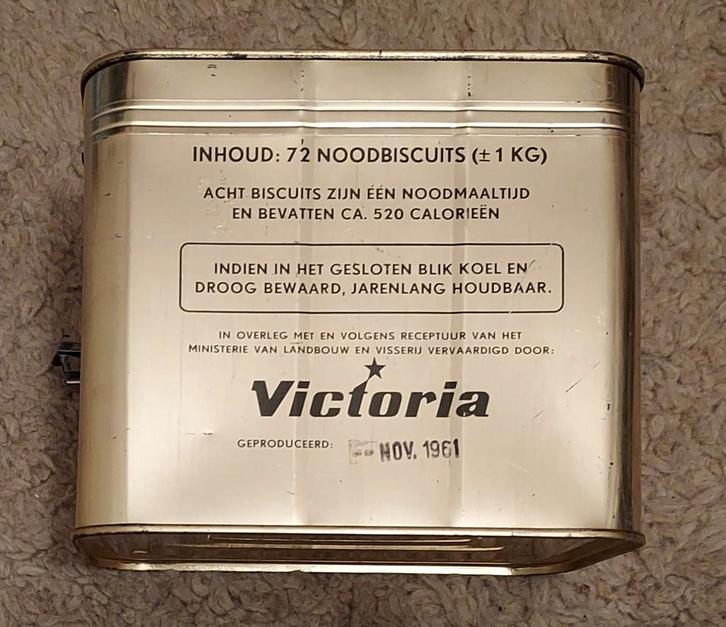 INHOUD: 72 NOODBISCUITS (± 1 KG)
ACHT BISCUITS ZIJN ÉÉN NOODMAALTIJD
EN BEVATTEN CA. 520 CALORIEËN
INDIEN IN HET GESLOTEN BLIK KOEL EN
DROOG BEWAARD, JARENLANG HOUDBAAR.
IN OVERLEG MET EN VOLGENS RECEPTUUR VAN HET
MINISTERIE VAN LANDBOUW EN VISSERIJ VERVAARDIGD DOOR:
Victoria
GEPRODUCEERD: NOV. 1961